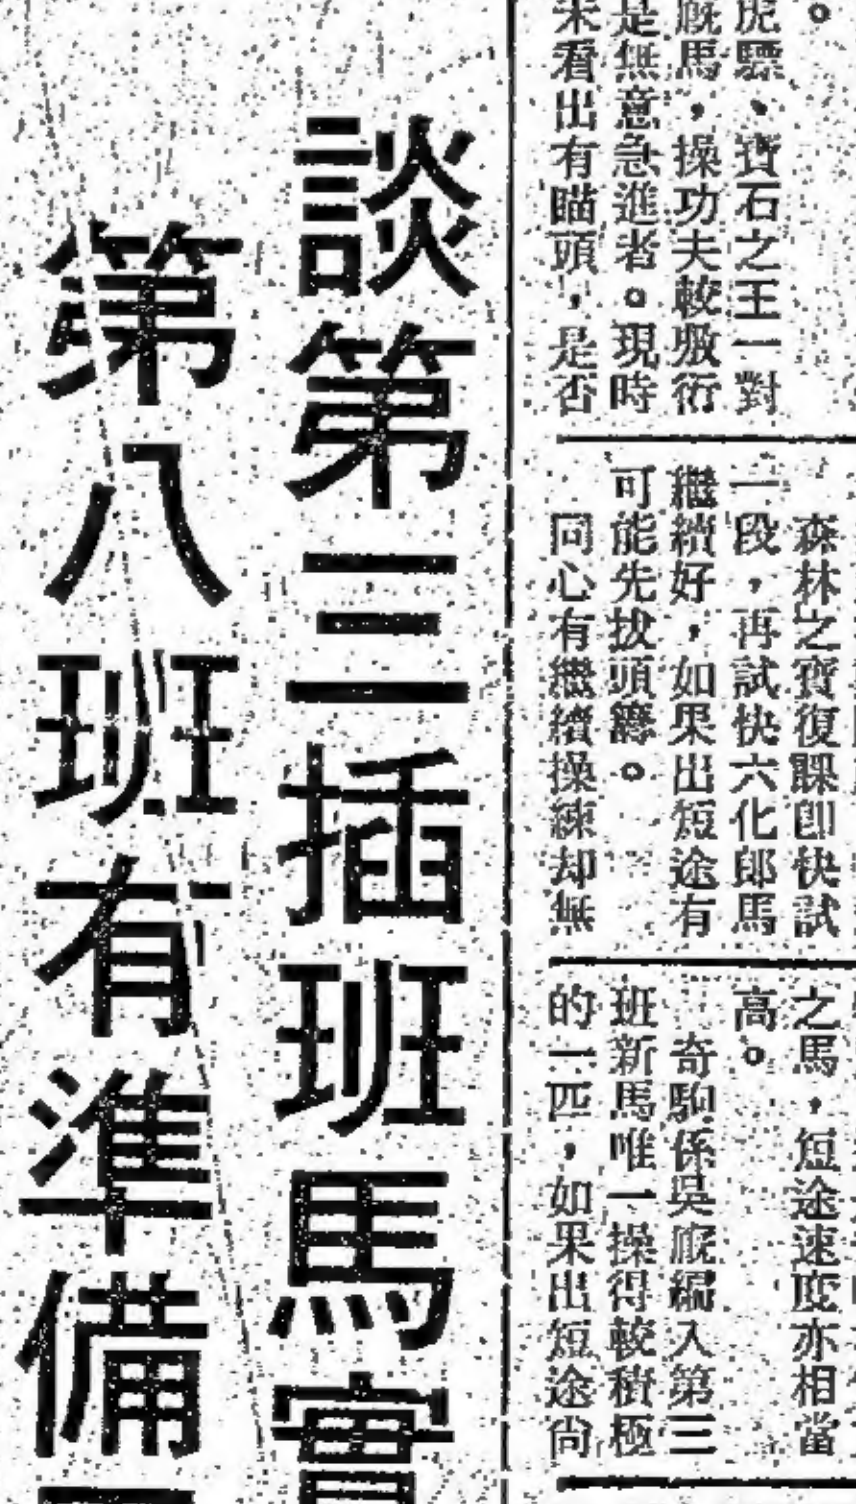 。
虎驃、寶石之王一對
廐馬，操功夫較敷衍
是無意急進者。現時
未看出有瞄頭，是否
森林之寶復課卽快試
一段，再試快六化郎馬
繼續好，如果出短途有
可能先拔頭籌。
同心有繼續操練却無
之馬，短途速度亦相當
高。
奇駒係吳廐編入第三
班新馬唯一操得較積極
的一匹，如果出短途尙
談第三插班馬實
第八班有準備